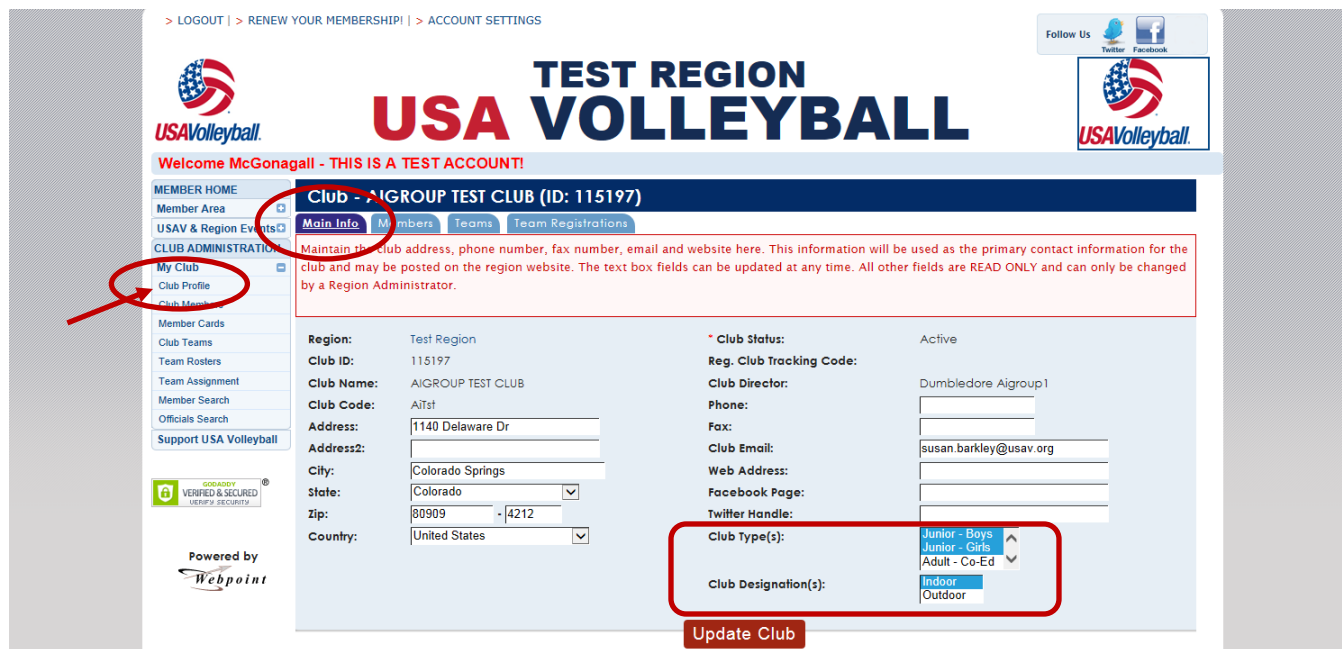 > LOGOUT | > RENEW YOUR MEMBERSHIP! | > ACCOUNT SETTINGS
Follow Us
Twitter Facebook
USAVolleyball.
TEST REGION
USA VOLLEYBALL
USAVolleyball.
Welcome McGonagall - THIS IS A TEST ACCOUNT!
MEMBER HOME
Member Area
USAV & Region Events
CLUB ADMINISTRATION
My Club
Club Profile
Club Members
Member Cards
Club Teams
Team Rosters
Team Assignment
Member Search
Officials Search
Support USA Volleyball
GODADDY
VERIFIED & SECURED
VERIFY SECURITY
®
Powered by
Webpoint
Club - AIGROUP TEST CLUB (ID: 115197)
Main Info Members Teams Team Registrations
Maintain the club address, phone number, fax number, email and website here. This information will be used as the primary contact information for the
club and may be posted on the region website. The text box fields can be updated at any time. All other fields are READ ONLY and can only be changed
by a Region Administrator.
Region: Test Region
Club ID: 115197
Club Name: AIGROUP TEST CLUB
Club Code: AiTst
Address: 1140 Delaware Dr
Address2:
City: Colorado Springs
State: Colorado
Zip: 80909 - 4212
Country: United States
* Club Status: Active
Reg. Club Tracking Code:
Club Director: Dumbledore Aigroup1
Phone:
Fax:
Club Email: susan.barkley@usav.org
Web Address:
Facebook Page:
Twitter Handle:
Club Type(s): Junior - Boys
Junior - Girls
Adult - Co-Ed
Club Designation(s): Indoor
Outdoor
Update Club